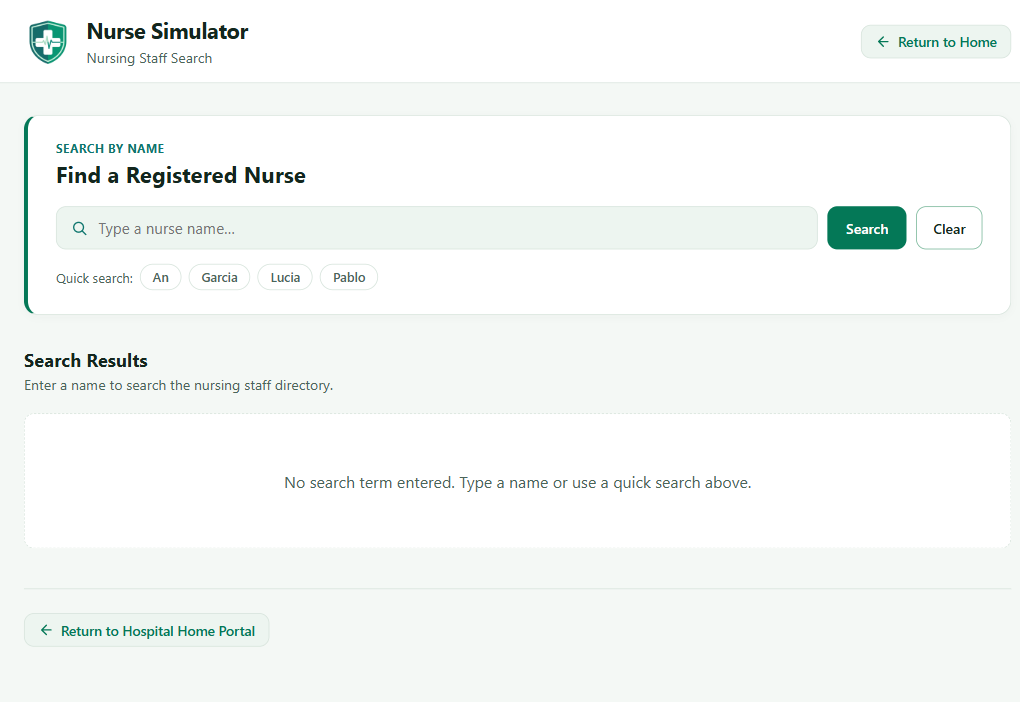 Nurse Simulator
Nursing Staff Search
← Return to Home
SEARCH BY NAME
Find a Registered Nurse
Type a nurse name...
Search
Clear
Quick search:
An
Garcia
Lucia
Pablo
Search Results
Enter a name to search the nursing staff directory.
No search term entered. Type a name or use a quick search above.
← Return to Hospital Home Portal